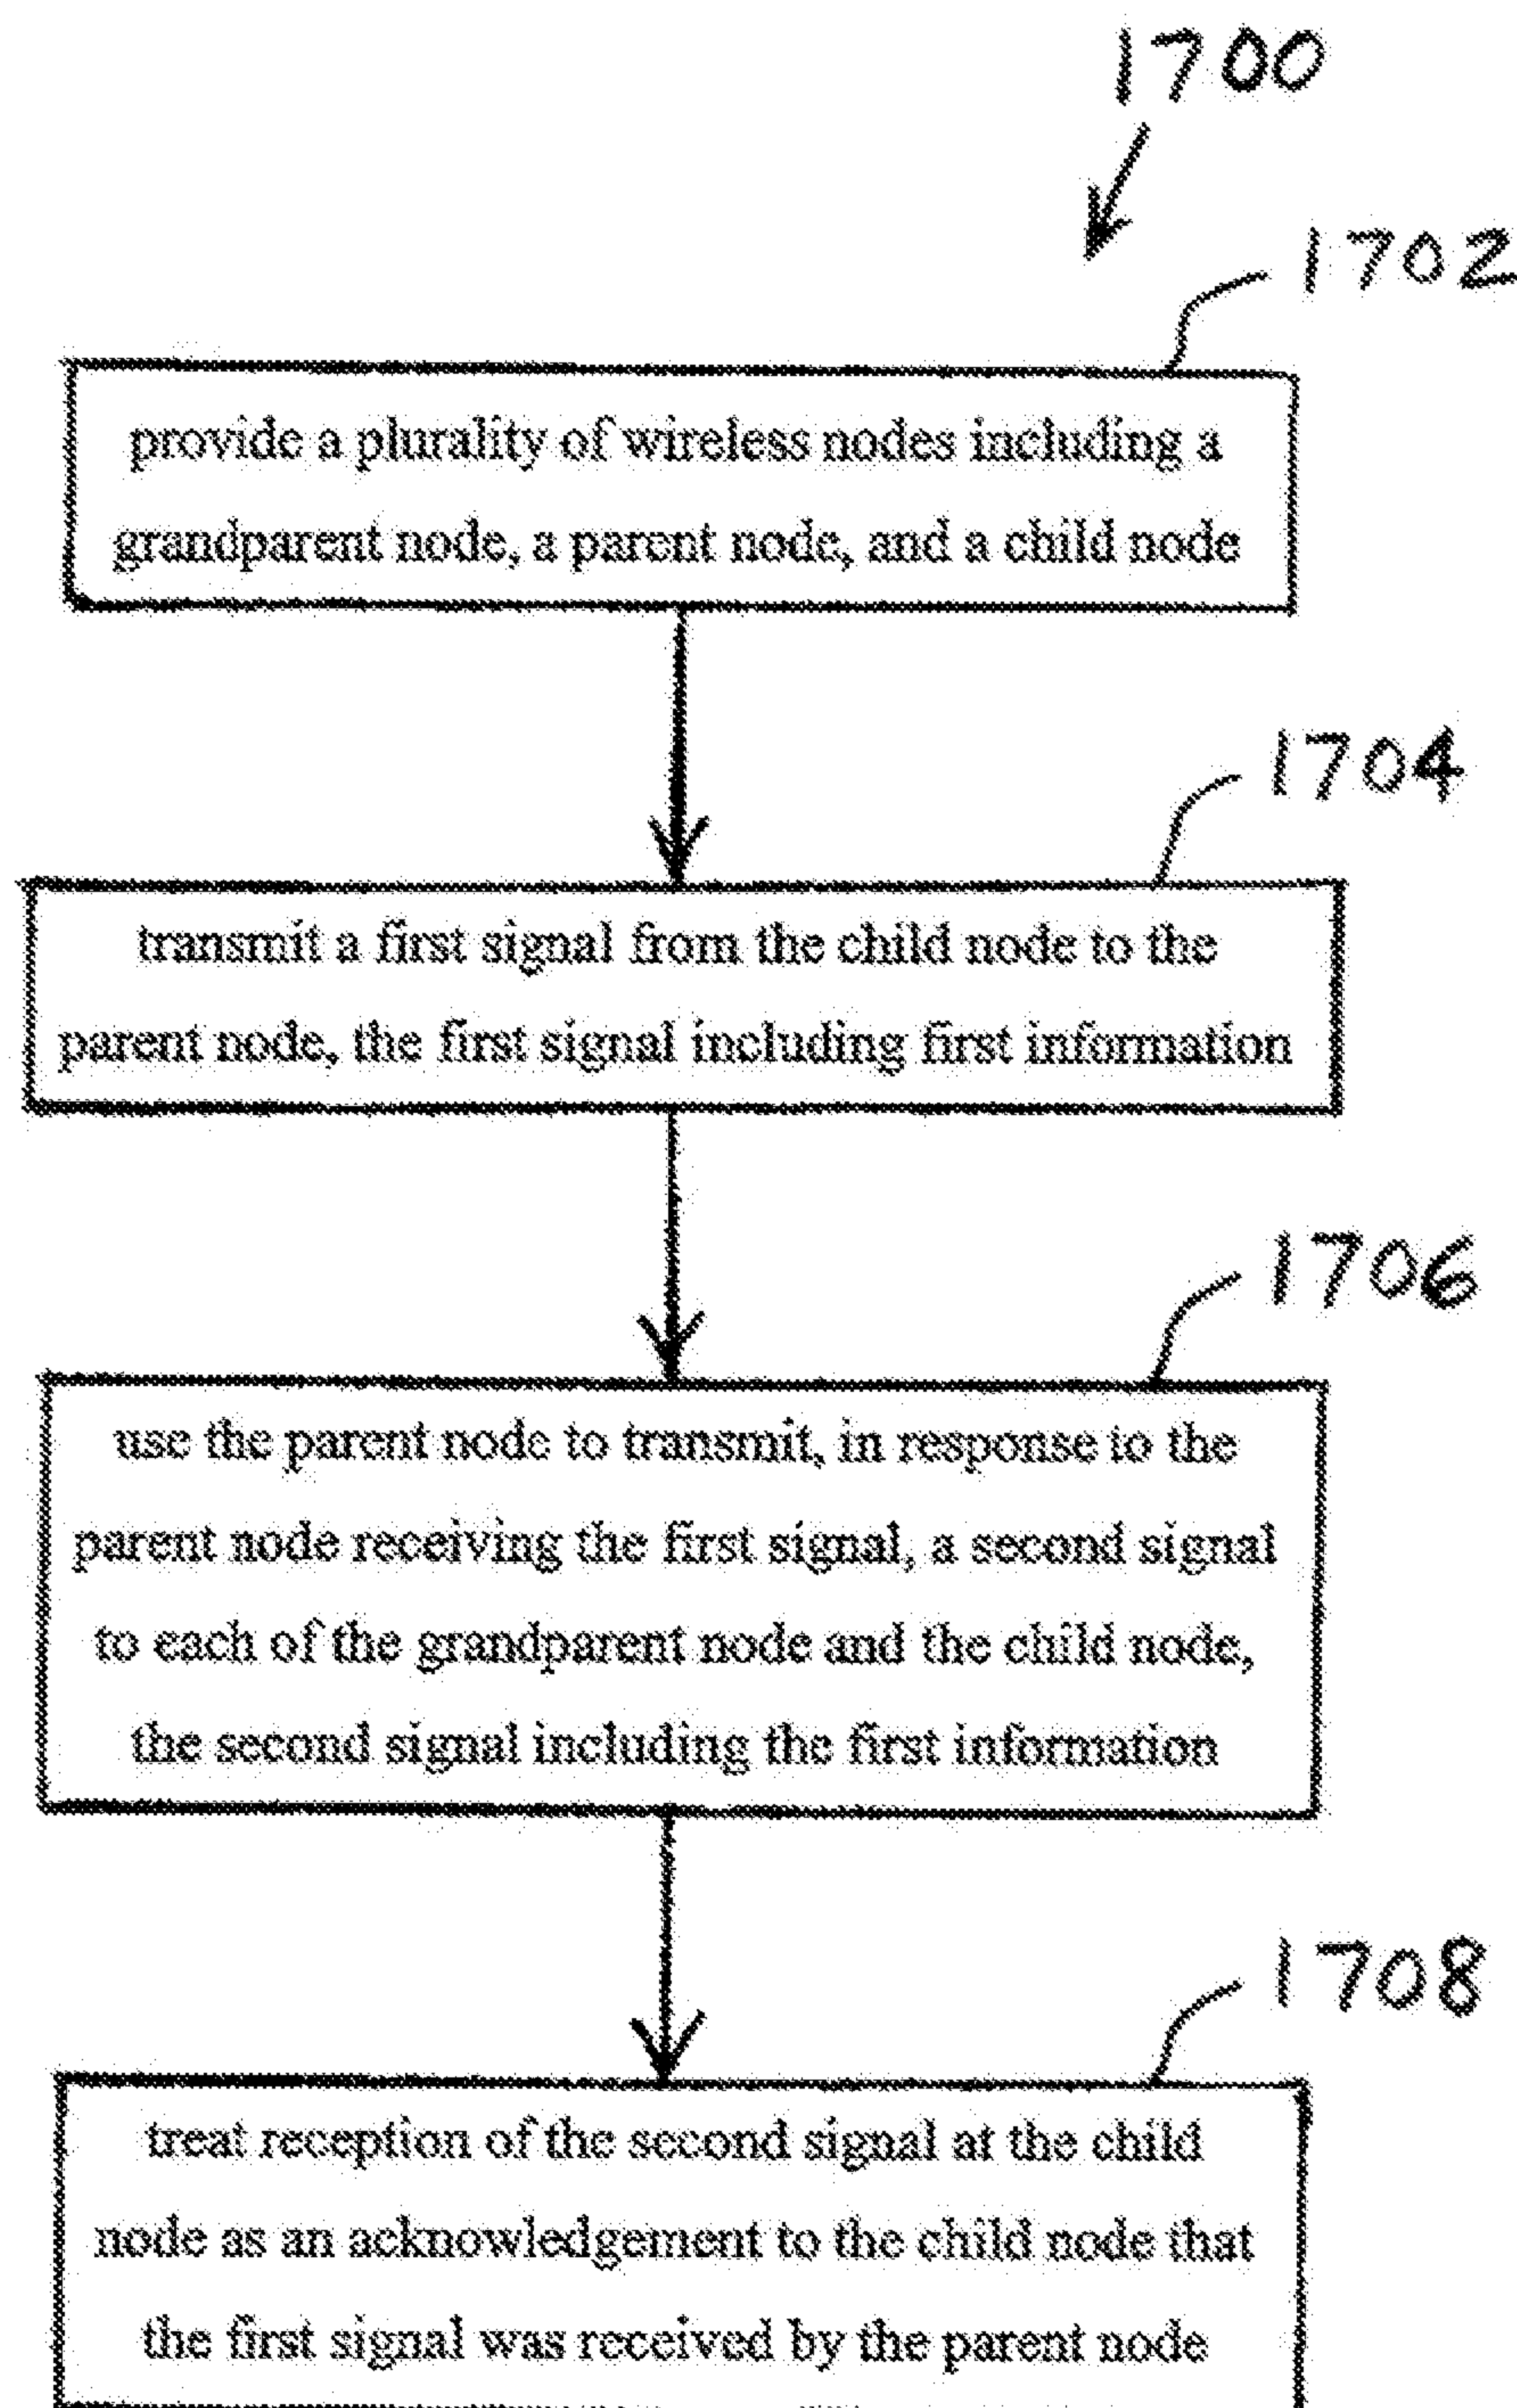 1700
1702
provide a plurality of wireless nodes including a
grandparent node, a parent node, and a child node
1704
transmit a first signal from the child node to the
parent node, the first signal including first information
1706
use the parent node to transmit, in response to the
parent node receiving the first signal, a second signal
to each of the grandparent node and the child node,
the second signal including the first information
1708
treat reception of the second signal at the child
node as an acknowledgement to the child node that
the first signal was received by the parent node